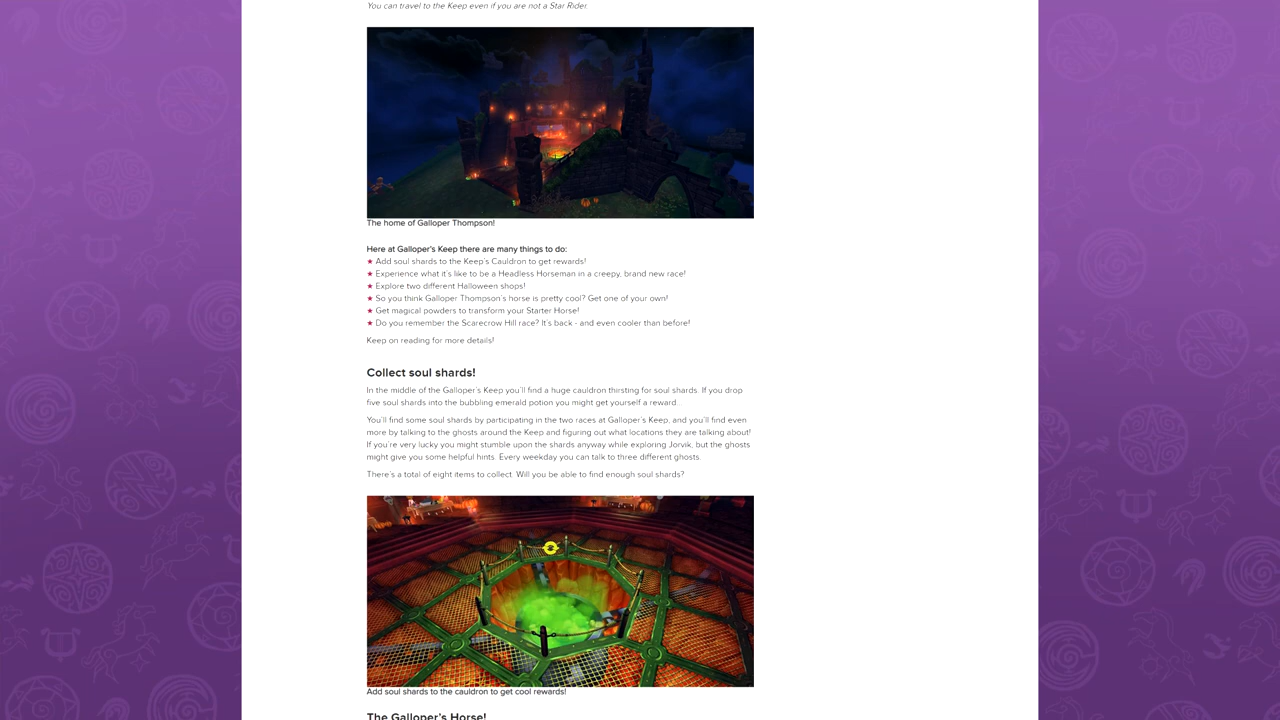 You can travel to the Keep even if you are not a Star Rider.
The home of Galloper Thompson!
Here at Galloper's Keep there are many things to do:
★ Add soul shards to the Keep's Cauldron to get rewards!
★ Experience what it's like to be a Headless Horseman in a creepy, brand new race!
★ Explore two different Halloween shops!
★ So you think Galloper Thompson's horse is pretty cool? Get one of your own!
★ Get magical powders to transform your Starter Horse!
★ Do you remember the Scarecrow Hill race? It's back - and even cooler than before!
Keep on reading for more details!
Collect soul shards!
In the middle of the Galloper's Keep you'll find a huge cauldron thirsting for soul shards. If you drop
five soul shards into the bubbling emerald potion you might get yourself a reward...
You'll find some soul shards by participating in the two races at Galloper's Keep, and you'll find even
more by talking to the ghosts around the Keep and figuring out what locations they are talking about!
If you're very lucky you might stumble upon the shards anyway while exploring Jorvik, but the ghosts
might give you some helpful hints. Every weekday you can talk to three different ghosts.
There's a total of eight items to collect. Will you be able to find enough soul shards?
Add soul shards to the cauldron to get cool rewards!
The Galloper's Horse!